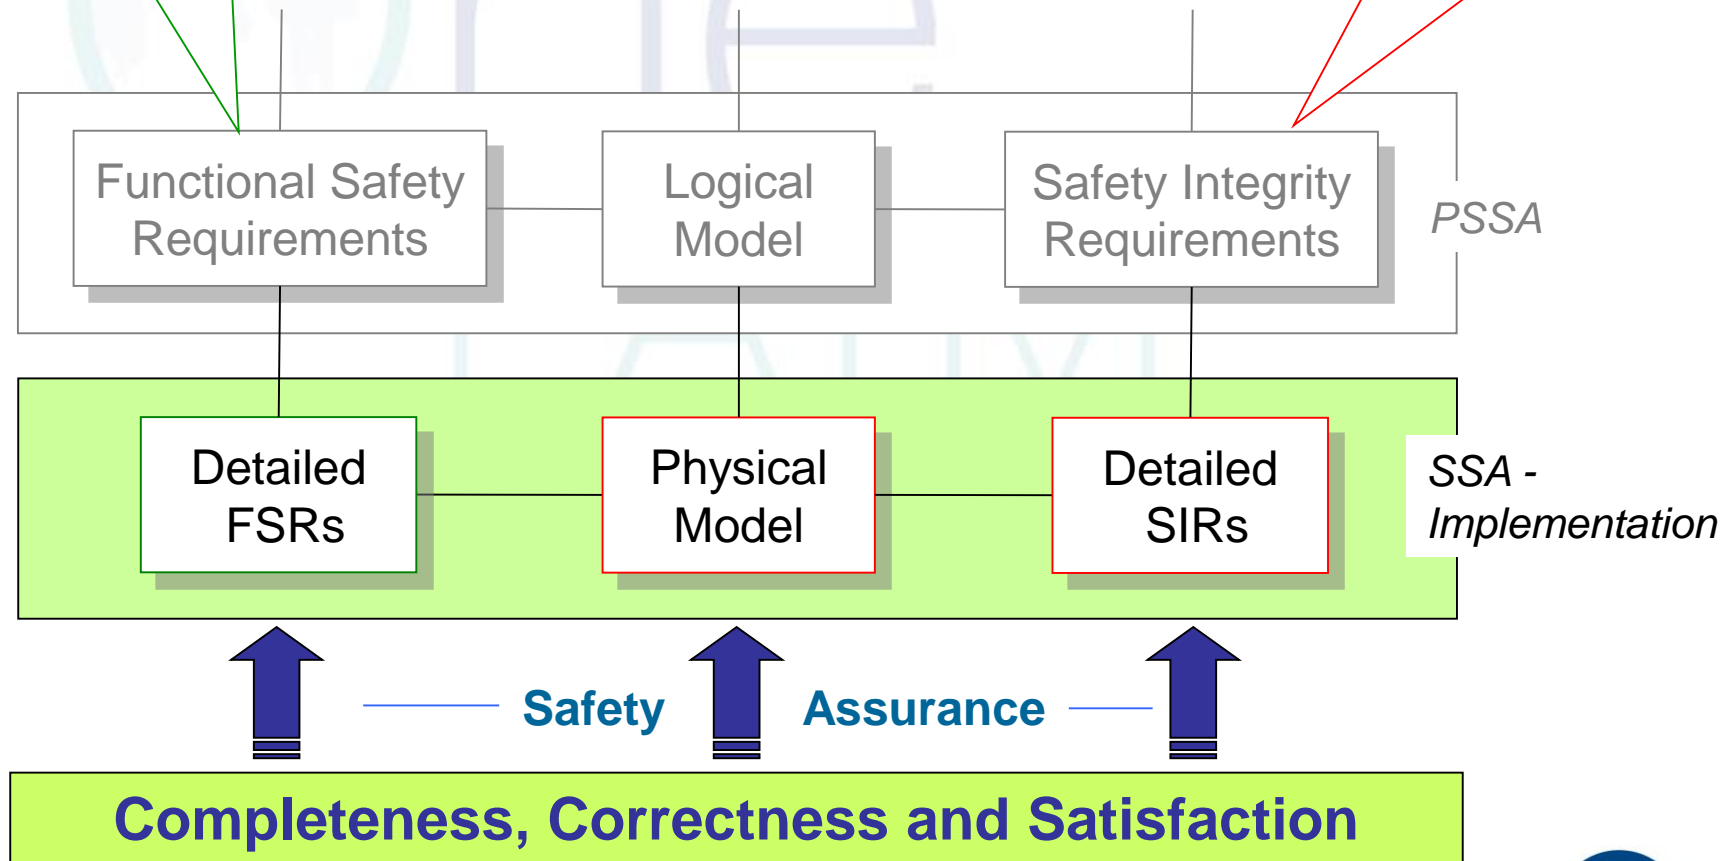 Functional Safety
Requirements
Logical
Model
Safety Integrity
Requirements
PSSA
Detailed
FSRs
Physical
Model
Detailed
SIRs
SSA -
Implementation
Safety
Assurance
Completeness, Correctness and Satisfaction